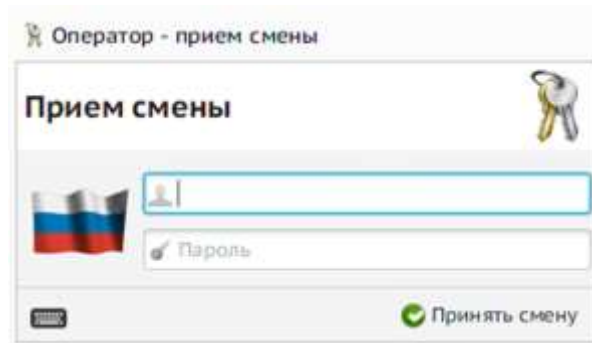 Оператор - прием смены
Прием смены
Пароль
Принять смену